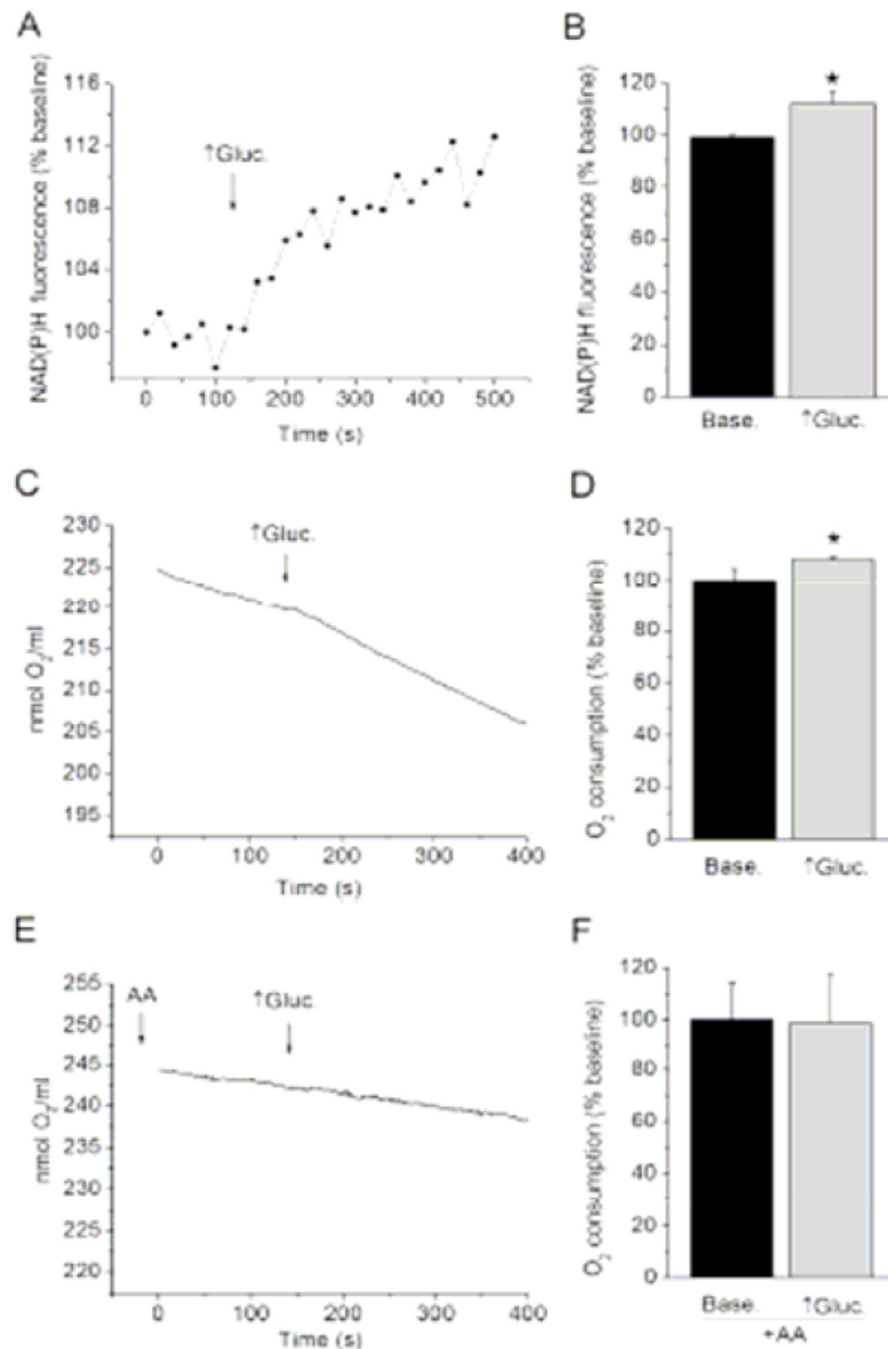 A
NAD(P)H fluorescence (% baseline)
116
112
108
104
100
↑Gluc.
0 100 200 300 400 500
Time (s)
B
NAD(P)H fluorescence (% baseline)
120
100
80
60
40
20
0
★
Base. ↑Gluc.
C
nmol O₂/ml
230
225
220
215
210
205
200
195
↑Gluc.
0 100 200 300 400
Time (s)
D
O₂ consumption (% baseline)
120
100
80
60
40
20
0
★
Base. ↑Gluc.
E
nmol O₂/ml
255
250
245
240
235
230
225
220
AA
↑Gluc.
0 100 200 300 400
Time (s)
F
O₂ consumption (% baseline)
120
100
80
60
40
20
0
Base. ↑Gluc.
+AA